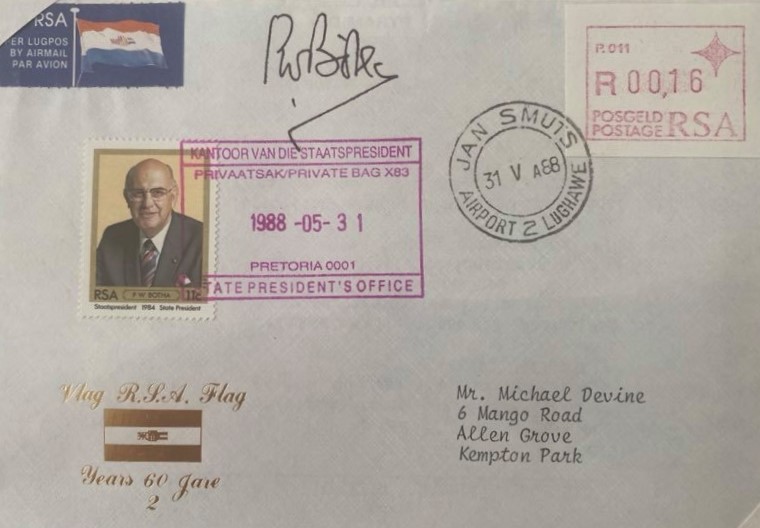 RSA
PER LUGPOS
BY AIRMAIL
PAR AVION
PW Botha
P. 011
R 00,16
POSGELD
POSTAGE RSA
JAN SMUTS
31 V A88
AIRPORT 2 LUGHAWE
KANTOOR VAN DIE STAATSPRESIDENT
PRIVAATSAK/PRIVATE BAG X83
1988 -05- 31
PRETORIA 0001
STATE PRESIDENT'S OFFICE
RSA P.W. BOTHA 11c
Staatspresident 1984 State President
Vlag R.S.A. Flag
Years 60 Jare
2
Mr. Michael Devine
6 Mango Road
Allen Grove
Kempton Park